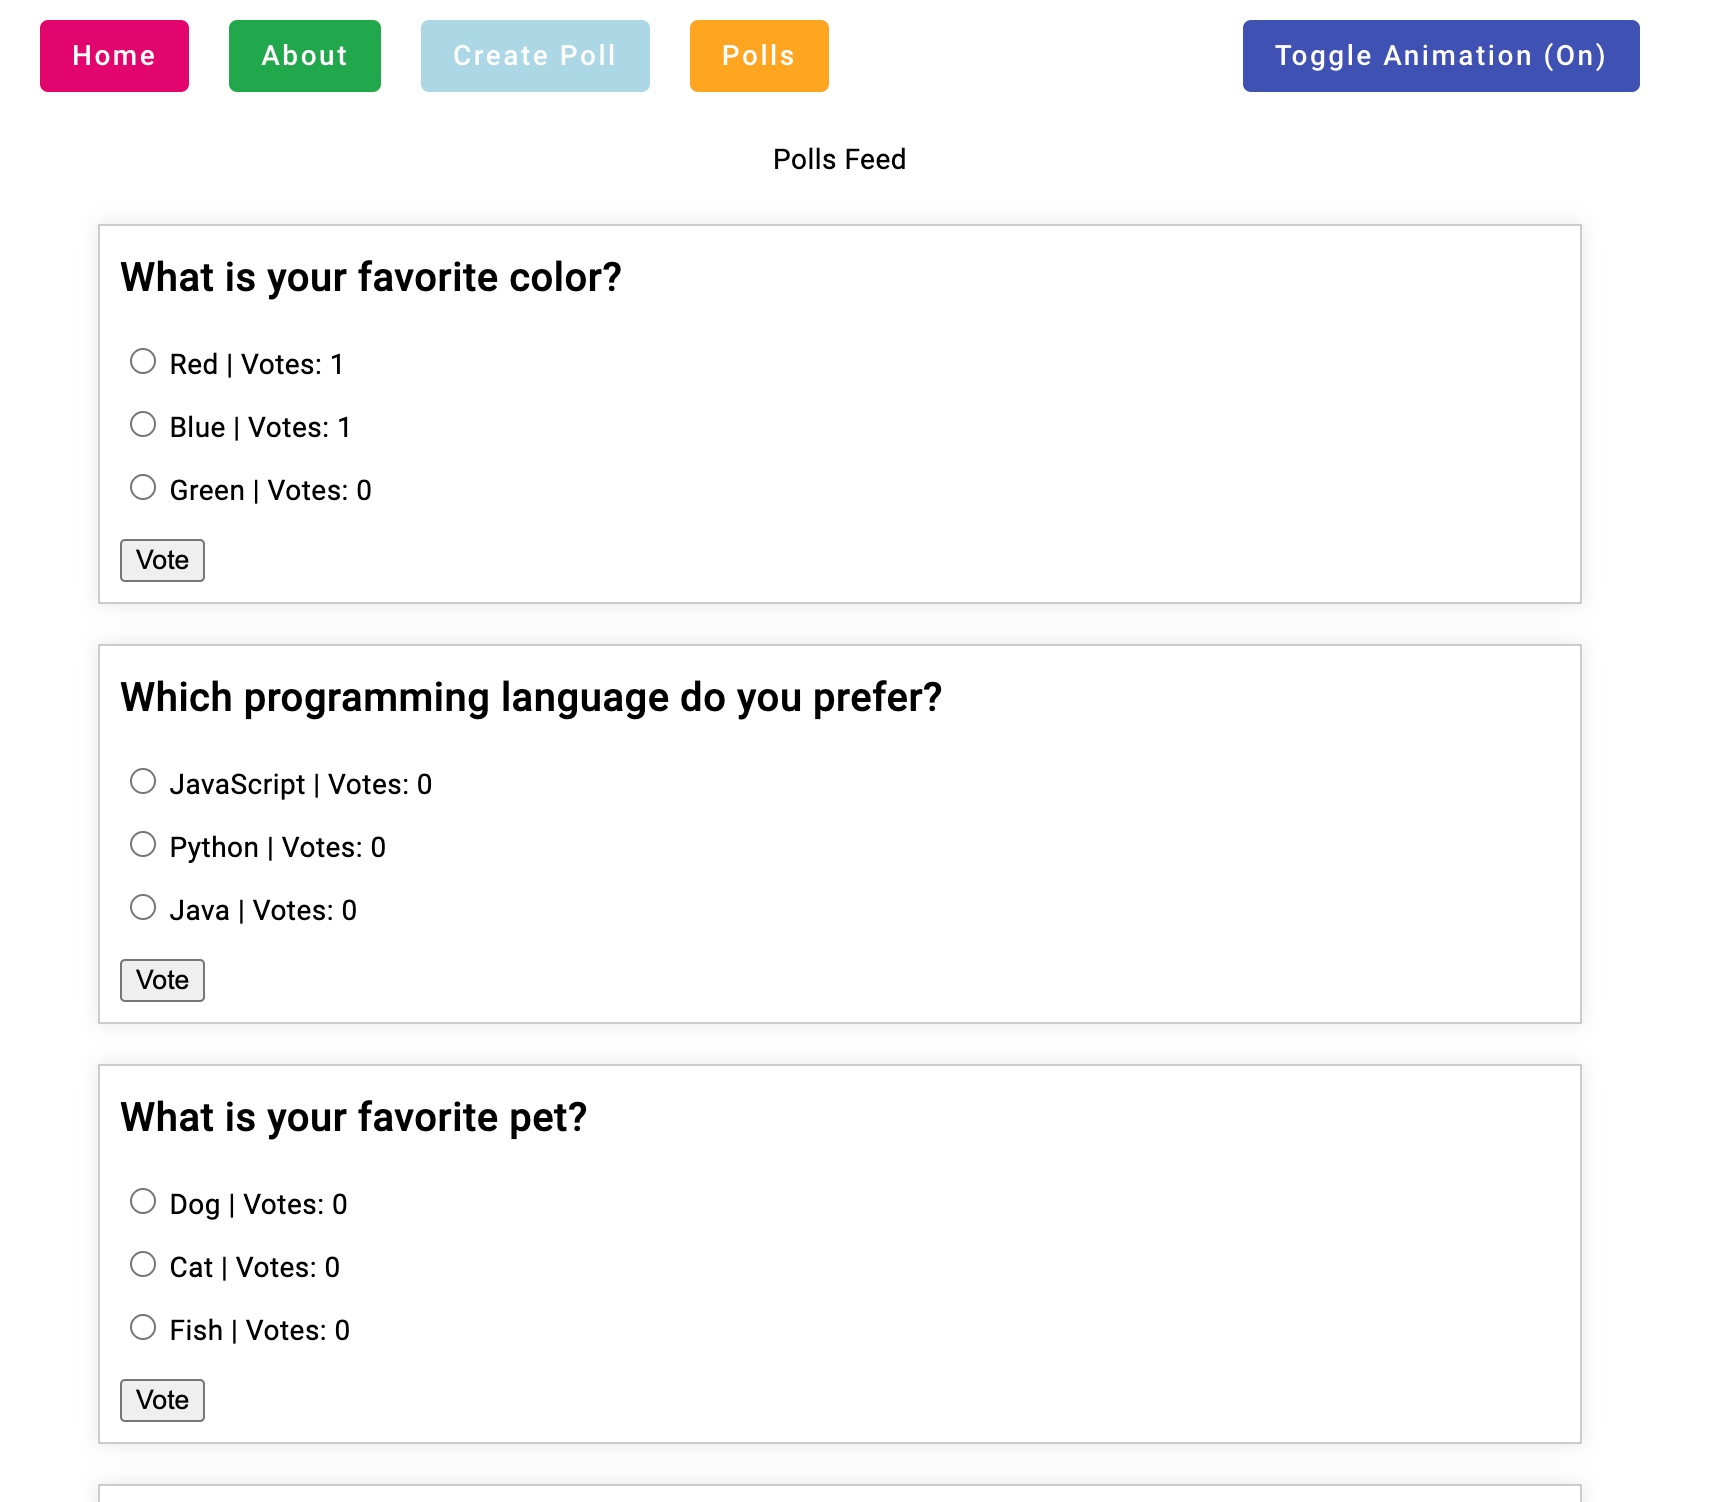 Home About Create Poll Polls Toggle Animation (On)
Polls Feed
What is your favorite color?
Red | Votes: 1
Blue | Votes: 1
Green | Votes: 0
Vote
Which programming language do you prefer?
JavaScript | Votes: 0
Python | Votes: 0
Java | Votes: 0
Vote
What is your favorite pet?
Dog | Votes: 0
Cat | Votes: 0
Fish | Votes: 0
Vote